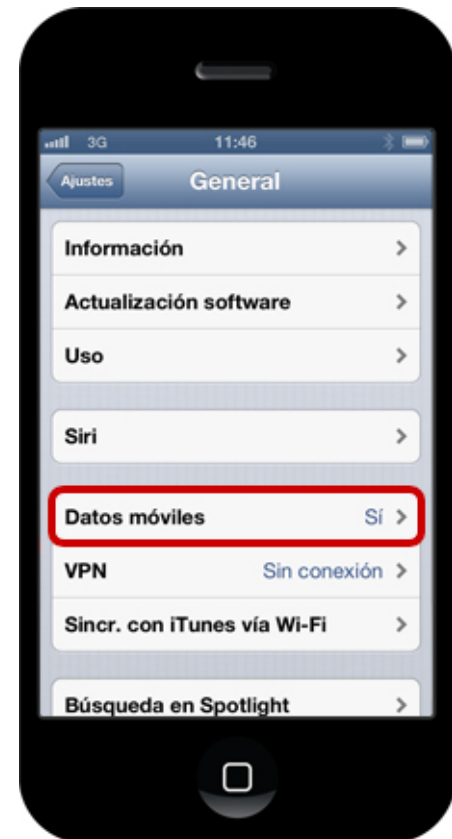 3G 11:46
Ajustes General
Información
Actualización software
Uso
Siri
Datos móviles Sí
VPN Sin conexión
Sincr. con iTunes vía Wi-Fi
Búsqueda en Spotlight